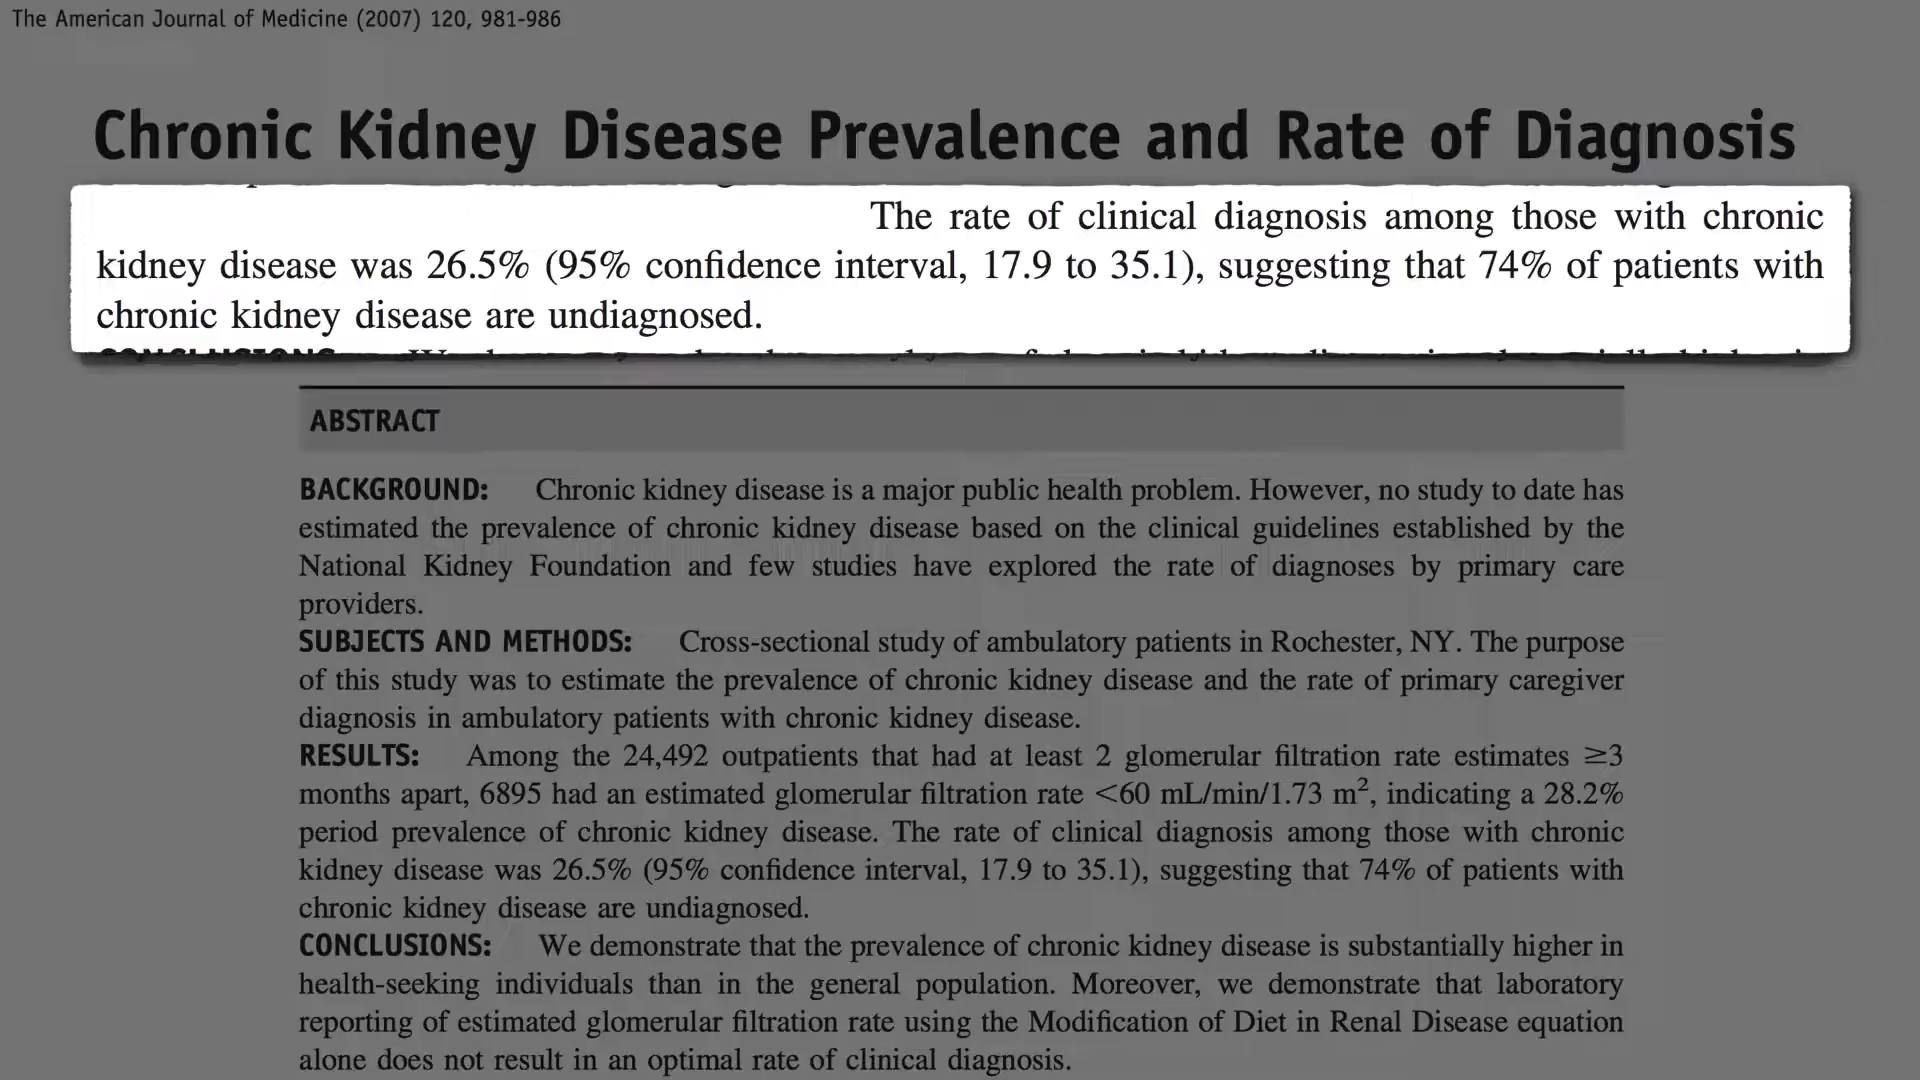 The American Journal of Medicine (2007) 120, 981-986
Chronic Kidney Disease Prevalence and Rate of Diagnosis
The rate of clinical diagnosis among those with chronic
kidney disease was 26.5% (95% confidence interval, 17.9 to 35.1), suggesting that 74% of patients with
chronic kidney disease are undiagnosed.
ABSTRACT
BACKGROUND: Chronic kidney disease is a major public health problem. However, no study to date has
estimated the prevalence of chronic kidney disease based on the clinical guidelines established by the
National Kidney Foundation and few studies have explored the rate of diagnoses by primary care
providers.
SUBJECTS AND METHODS: Cross-sectional study of ambulatory patients in Rochester, NY. The purpose
of this study was to estimate the prevalence of chronic kidney disease and the rate of primary caregiver
diagnosis in ambulatory patients with chronic kidney disease.
RESULTS: Among the 24,492 outpatients that had at least 2 glomerular filtration rate estimates ≥3
months apart, 6895 had an estimated glomerular filtration rate <60 mL/min/1.73 m², indicating a 28.2%
period prevalence of chronic kidney disease. The rate of clinical diagnosis among those with chronic
kidney disease was 26.5% (95% confidence interval, 17.9 to 35.1), suggesting that 74% of patients with
chronic kidney disease are undiagnosed.
CONCLUSIONS: We demonstrate that the prevalence of chronic kidney disease is substantially higher in
health-seeking individuals than in the general population. Moreover, we demonstrate that laboratory
reporting of estimated glomerular filtration rate using the Modification of Diet in Renal Disease equation
alone does not result in an optimal rate of clinical diagnosis.